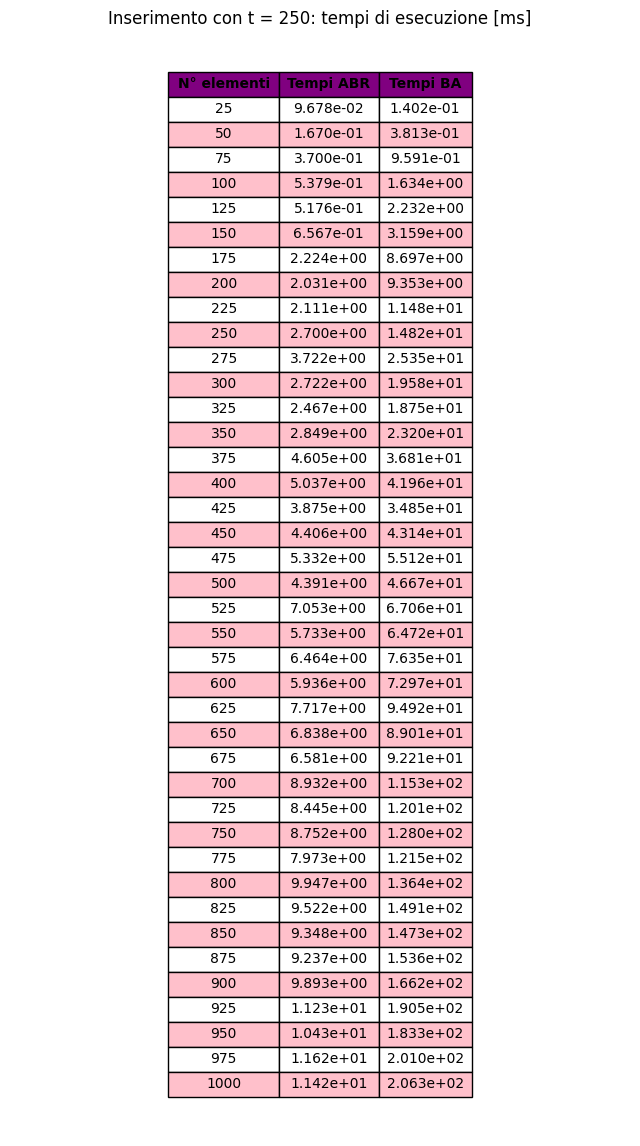 Inserimento con t = 250: tempi di esecuzione [ms]
N° elementi Tempi ABR Tempi BA
25 9.678e-02 1.402e-01
50 1.670e-01 3.813e-01
75 3.700e-01 9.591e-01
100 5.379e-01 1.634e+00
125 5.176e-01 2.232e+00
150 6.567e-01 3.159e+00
175 2.224e+00 8.697e+00
200 2.031e+00 9.353e+00
225 2.111e+00 1.148e+01
250 2.700e+00 1.482e+01
275 3.722e+00 2.535e+01
300 2.722e+00 1.958e+01
325 2.467e+00 1.875e+01
350 2.849e+00 2.320e+01
375 4.605e+00 3.681e+01
400 5.037e+00 4.196e+01
425 3.875e+00 3.485e+01
450 4.406e+00 4.314e+01
475 5.332e+00 5.512e+01
500 4.391e+00 4.667e+01
525 7.053e+00 6.706e+01
550 5.733e+00 6.472e+01
575 6.464e+00 7.635e+01
600 5.936e+00 7.297e+01
625 7.717e+00 9.492e+01
650 6.838e+00 8.901e+01
675 6.581e+00 9.221e+01
700 8.932e+00 1.153e+02
725 8.445e+00 1.201e+02
750 8.752e+00 1.280e+02
775 7.973e+00 1.215e+02
800 9.947e+00 1.364e+02
825 9.522e+00 1.491e+02
850 9.348e+00 1.473e+02
875 9.237e+00 1.536e+02
900 9.893e+00 1.662e+02
925 1.123e+01 1.905e+02
950 1.043e+01 1.833e+02
975 1.162e+01 2.010e+02
1000 1.142e+01 2.063e+02